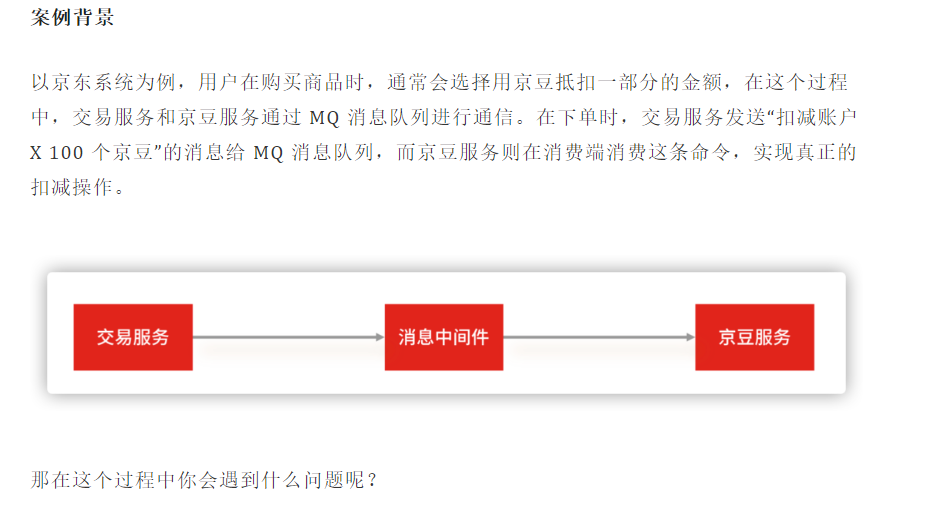 案例背景
以京东系统为例，用户在购买商品时，通常会选择用京豆抵扣一部分的金额，在这个过程
中，交易服务和京豆服务通过 MQ 消息队列进行通信。在下单时，交易服务发送“扣减账户
X 100 个京豆”的消息给 MQ 消息队列，而京豆服务则在消费端消费这条命令，实现真正的
扣减操作。
交易服务
消息中间件
京豆服务
那在这个过程中你会遇到什么问题呢？